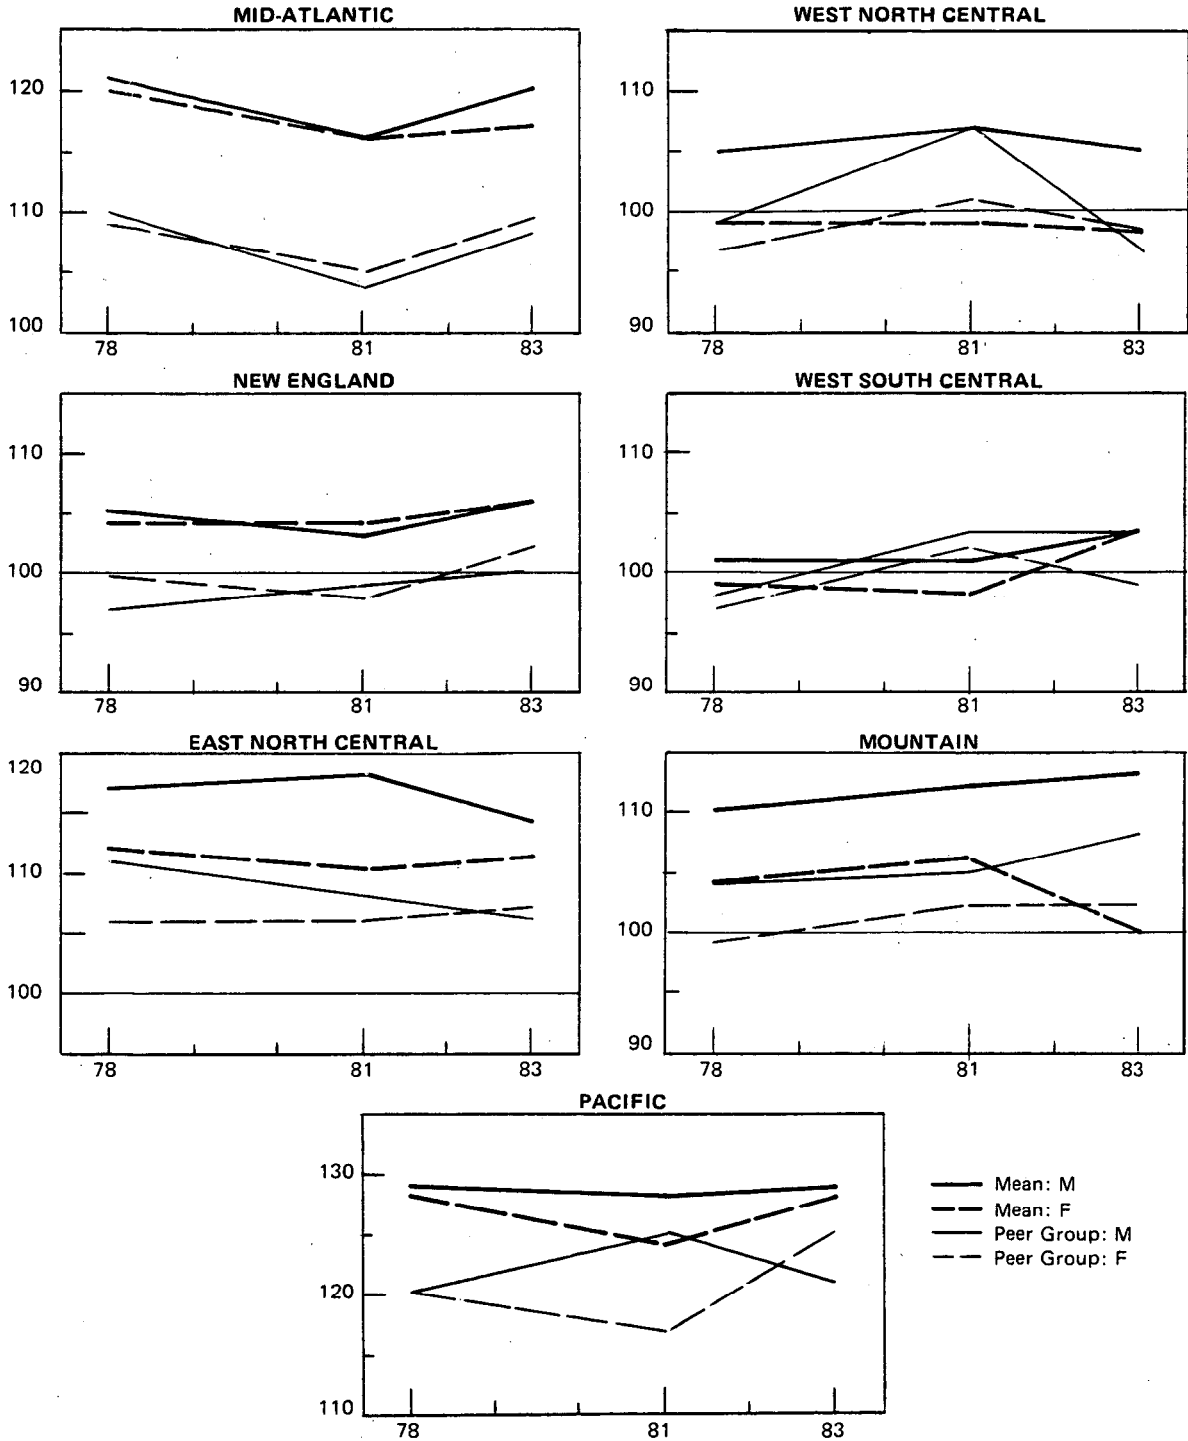 MID-ATLANTIC
120
110
100
78 81 83
WEST NORTH CENTRAL
110
100
90
78 81 83
NEW ENGLAND
110
100
90
78 81 83
WEST SOUTH CENTRAL
110
100
90
78 81 83
EAST NORTH CENTRAL
120
110
100
78 81 83
MOUNTAIN
110
100
90
78 81 83
PACIFIC
130
120
110
78 81 83
Mean: M
Mean: F
Peer Group: M
Peer Group: F